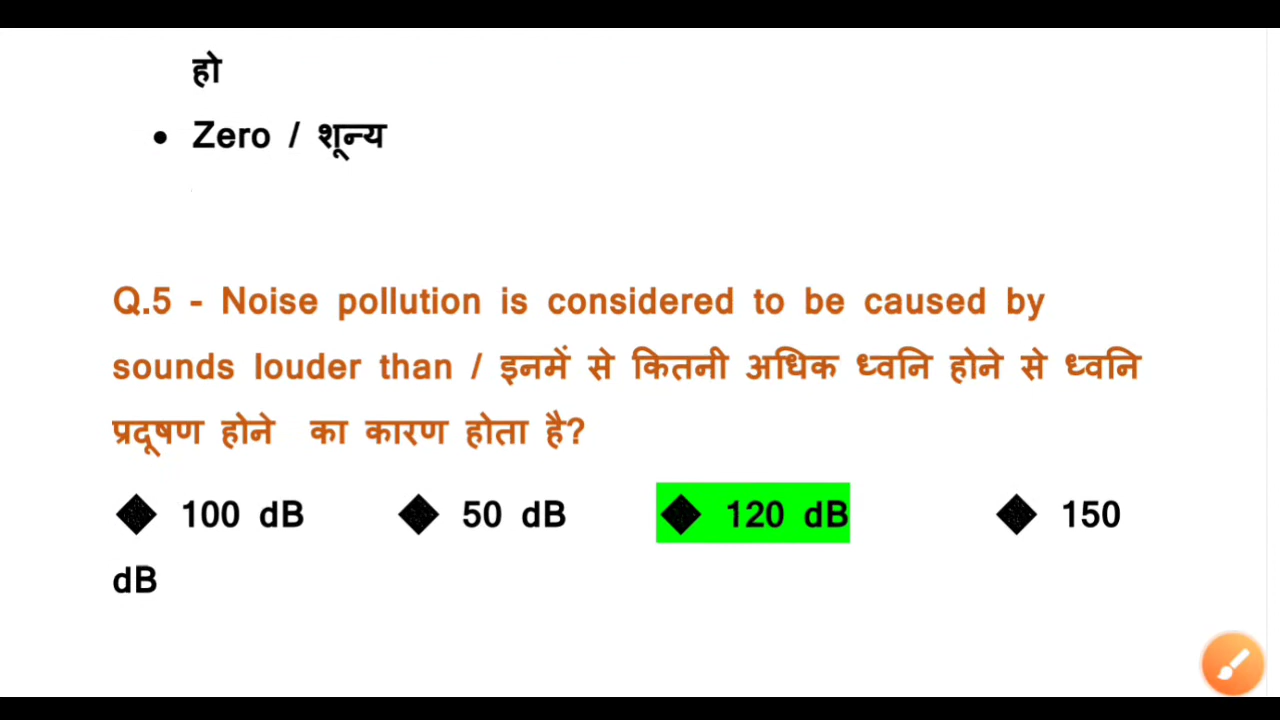 हो
• Zero / शून्य
Q.5 - Noise pollution is considered to be caused by
sounds louder than / इनमें से कितनी अधिक ध्वनि होने से ध्वनि
प्रदूषण होने का कारण होता है?
◆ 100 dB ◆ 50 dB ◆ 120 dB ◆ 150
dB